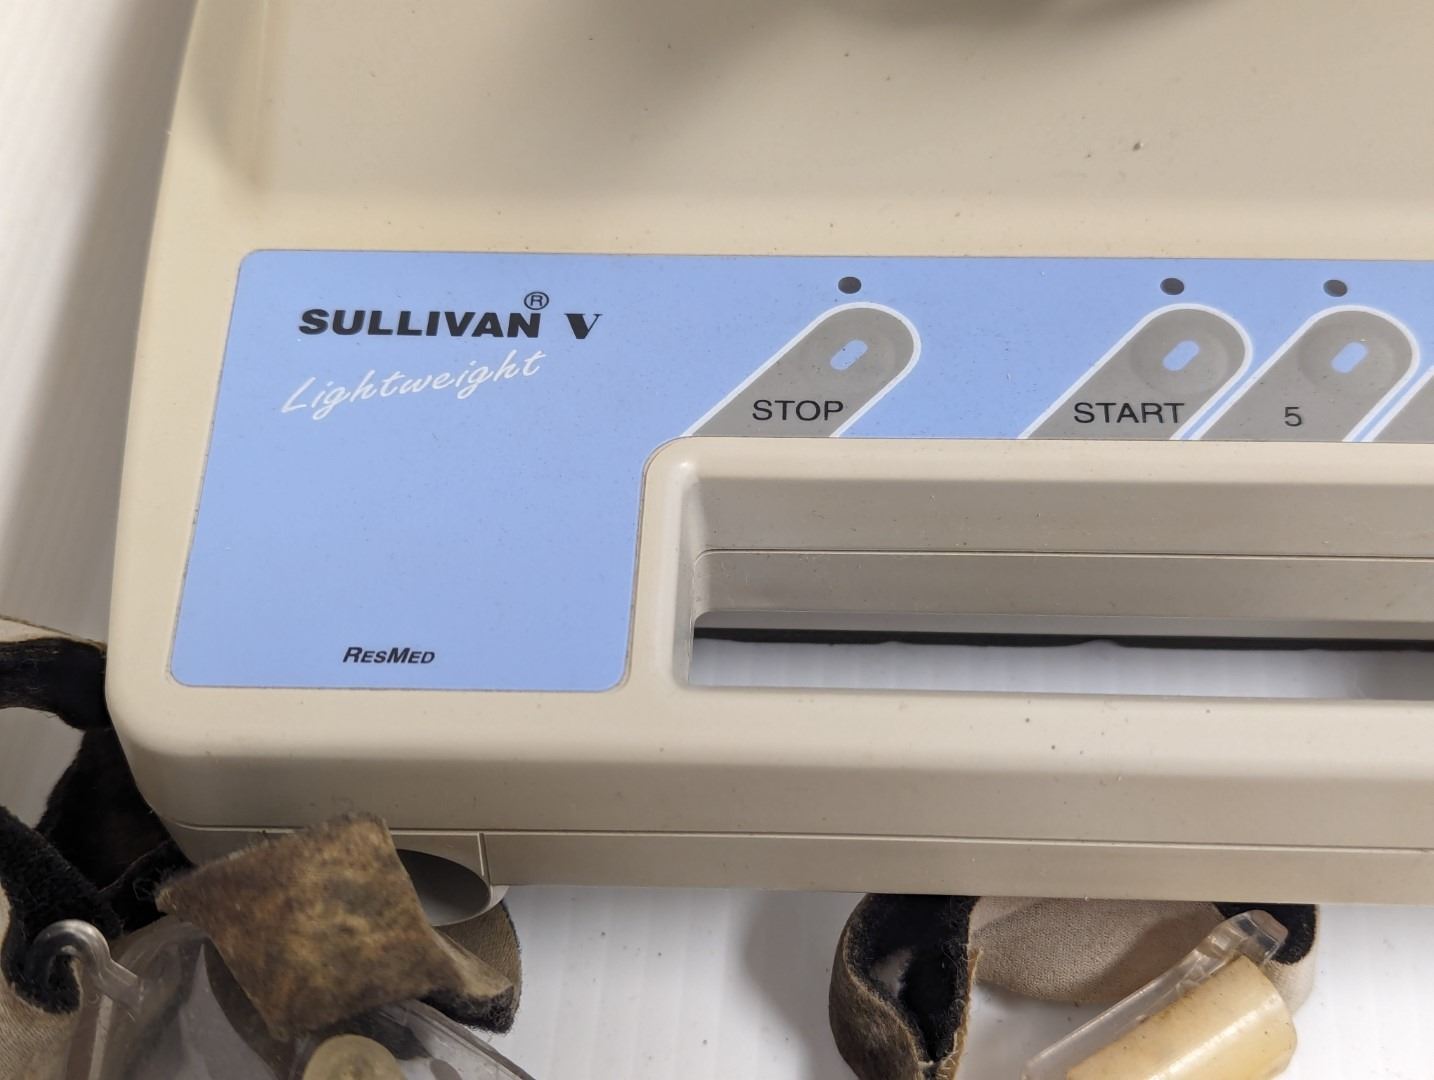 SULLIVAN® V
Lightweight
STOP
START
5
RESMED